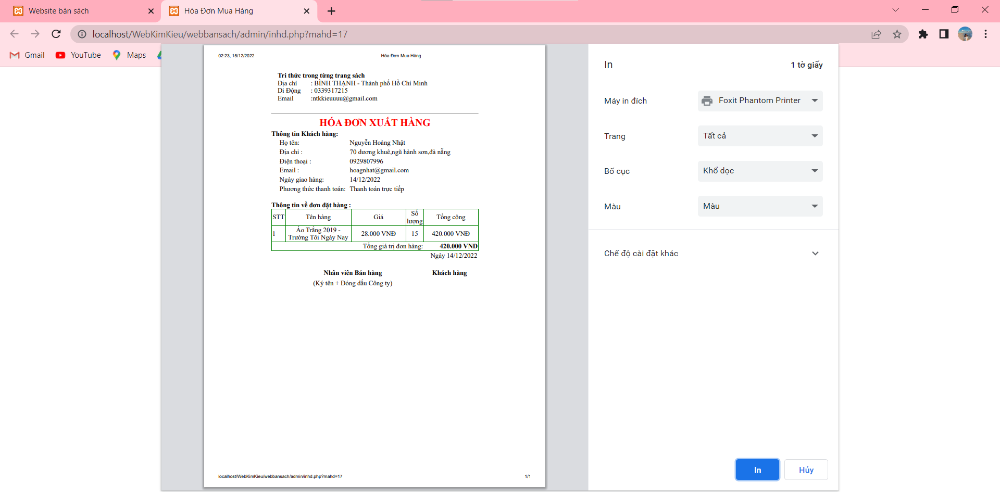 Website bán sách
Hóa Đơn Mua Hàng
localhost/WebKimKieu/webbansach/admin/inhd.php?mahd=17
Gmail YouTube Maps
02:23, 15/12/2022 Hóa Đơn Mua Hàng
Tri thức trong từng trang sách
Địa chỉ : BÌNH THẠNH - Thành phố Hồ Chí Minh
Di Động : 0339317215
Email :ntkkieuuuu@gmail.com
HÓA ĐƠN XUẤT HÀNG
Thông tin Khách hàng:
Họ tên: Nguyễn Hoàng Nhật
Địa chỉ : 70 dương khuê,ngũ hành sơn,đà nẵng
Điện thoại : 0929807996
Email : hoagnhat@gmail.com
Ngày giao hàng: 14/12/2022
Phương thức thanh toán: Thanh toán trực tiếp
Thông tin về đơn đặt hàng :
STT Tên hàng Giá Số lượng Tổng cộng
1 Áo Trắng 2019 - Trường Tôi Ngày Nay 28.000 VNĐ 15 420.000 VNĐ
Tổng giá trị đơn hàng: 420.000 VNĐ
Ngày 14/12/2022
Nhân viên Bán hàng Khách hàng
(Ký tên + Đóng dấu Công ty)
localhost/WebKimKieu/webbansach/admin/inhd.php?mahd=17 1/1
In 1 tờ giấy
Máy in đích Foxit Phantom Printer
Trang Tất cả
Bố cục Khổ dọc
Màu Màu
Chế độ cài đặt khác
In Hủy